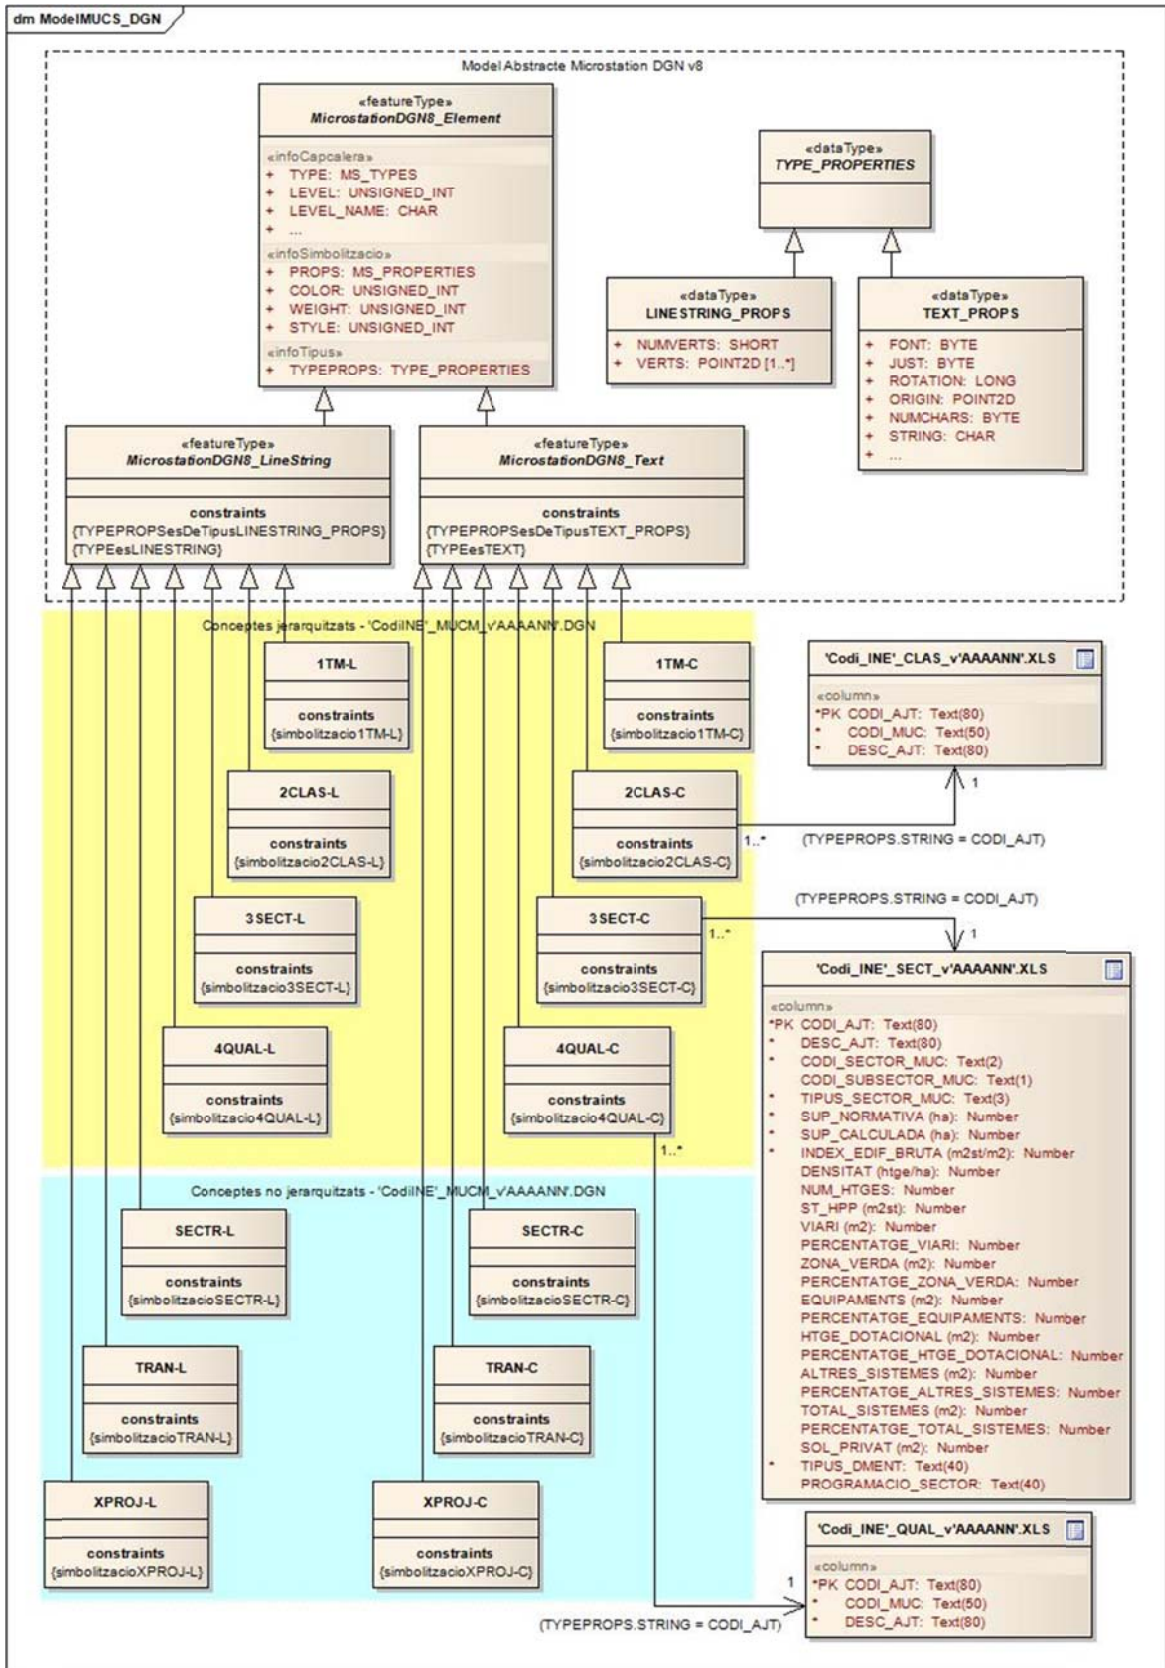 dm ModelMUCS_DGN
Model Abstracte Microstation DGN v8
«featureType»
MicrostationDGN8_Element
«infoCapcalera»
+ TYPE: MS_TYPES
+ LEVEL: UNSIGNED_INT
+ LEVEL_NAME: CHAR
+ ...
«infoSimbolitzacio»
+ PROPS: MS_PROPERTIES
+ COLOR: UNSIGNED_INT
+ WEIGHT: UNSIGNED_INT
+ STYLE: UNSIGNED_INT
«infoTipus»
+ TYPEPROPS: TYPE_PROPERTIES
«dataType»
TYPE_PROPERTIES
«dataType»
LINESTRING_PROPS
+ NUMVERTS: SHORT
+ VERTS: POINT2D [1..*]
«dataType»
TEXT_PROPS
+ FONT: BYTE
+ JUST: BYTE
+ ROTATION: LONG
+ ORIGIN: POINT2D
+ NUMCHARS: BYTE
+ STRING: CHAR
+ ...
«featureType»
MicrostationDGN8_LineString
constraints
{TYPEPROPSesDeTipusLINESTRING_PROPS}
{TYPEesLINESTRING}
«featureType»
MicrostationDGN8_Text
constraints
{TYPEPROPSesDeTipusTEXT_PROPS}
{TYPEesTEXT}
Conceptes jerarquitzats - 'CodiINE'_MUCM_v'AAAANN'.DGN
1TM-L
constraints
{simbolitzacio1TM-L}
1TM-C
constraints
{simbolitzacio1TM-C}
2CLAS-L
constraints
{simbolitzacio2CLAS-L}
2CLAS-C
constraints
{simbolitzacio2CLAS-C}
3SECT-L
constraints
{simbolitzacio3SECT-L}
3SECT-C
constraints
{simbolitzacio3SECT-C}
4QUAL-L
constraints
{simbolitzacio4QUAL-L}
4QUAL-C
constraints
{simbolitzacio4QUAL-C}
Conceptes no jerarquitzats - 'CodiINE'_MUCM_v'AAAANN'.DGN
SECTR-L
constraints
{simbolitzacioSECTR-L}
SECTR-C
constraints
{simbolitzacioSECTR-C}
TRAN-L
constraints
{simbolitzacioTRAN-L}
TRAN-C
constraints
{simbolitzacioTRAN-C}
XPROJ-L
constraints
{simbolitzacioXPROJ-L}
XPROJ-C
constraints
{simbolitzacioXPROJ-C}
'Codi_INE'_CLAS_v'AAAANN'.XLS
«column»
*PK CODI_AJT: Text(80)
* CODI_MUC: Text(50)
* DESC_AJT: Text(80)
1
1..*
(TYPEPROPS.STRING = CODI_AJT)
(TYPEPROPS.STRING = CODI_AJT)
1..*
1
'Codi_INE'_SECT_v'AAAANN'.XLS
«column»
*PK CODI_AJT: Text(80)
* DESC_AJT: Text(80)
* CODI_SECTOR_MUC: Text(2)
CODI_SUBSECTOR_MUC: Text(1)
* TIPUS_SECTOR_MUC: Text(3)
* SUP_NORMATIVA (ha): Number
* SUP_CALCULADA (ha): Number
* INDEX_EDIF_BRUTA (m2st/m2): Number
DENSITAT (htge/ha): Number
NUM_HTGES: Number
ST_HPP (m2st): Number
VIARI (m2): Number
PERCENTATGE_VIARI: Number
ZONA_VERDA (m2): Number
PERCENTATGE_ZONA_VERDA: Number
EQUIPAMENTS (m2): Number
PERCENTATGE_EQUIPAMENTS: Number
HTGE_DOTACIONAL (m2): Number
PERCENTATGE_HTGE_DOTACIONAL: Number
ALTRES_SISTEMES (m2): Number
PERCENTATGE_ALTRES_SISTEMES: Number
TOTAL_SISTEMES (m2): Number
PERCENTATGE_TOTAL_SISTEMES: Number
SOL_PRIVAT (m2): Number
* TIPUS_DMENT: Text(40)
PROGRAMACIO_SECTOR: Text(40)
1..*
1
(TYPEPROPS.STRING = CODI_AJT)
'Codi_INE'_QUAL_v'AAAANN'.XLS
«column»
*PK CODI_AJT: Text(80)
* CODI_MUC: Text(50)
* DESC_AJT: Text(80)